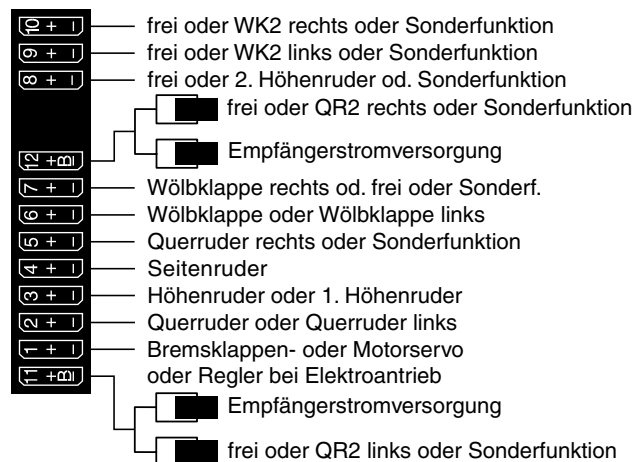 10 + – frei oder WK2 rechts oder Sonderfunktion
9 + – frei oder WK2 links oder Sonderfunktion
8 + – frei oder 2. Höhenruder od. Sonderfunktion
frei oder QR2 rechts oder Sonderfunktion
12 +B Empfängerstromversorgung
7 + – Wölbklappe rechts od. frei oder Sonderf.
6 + – Wölbklappe oder Wölbklappe links
5 + – Querruder rechts oder Sonderfunktion
4 + – Seitenruder
3 + – Höhenruder oder 1. Höhenruder
2 + – Querruder oder Querruder links
1 + – Bremsklappen- oder Motorservo
11 +B oder Regler bei Elektroantrieb
Empfängerstromversorgung
frei oder QR2 links oder Sonderfunktion